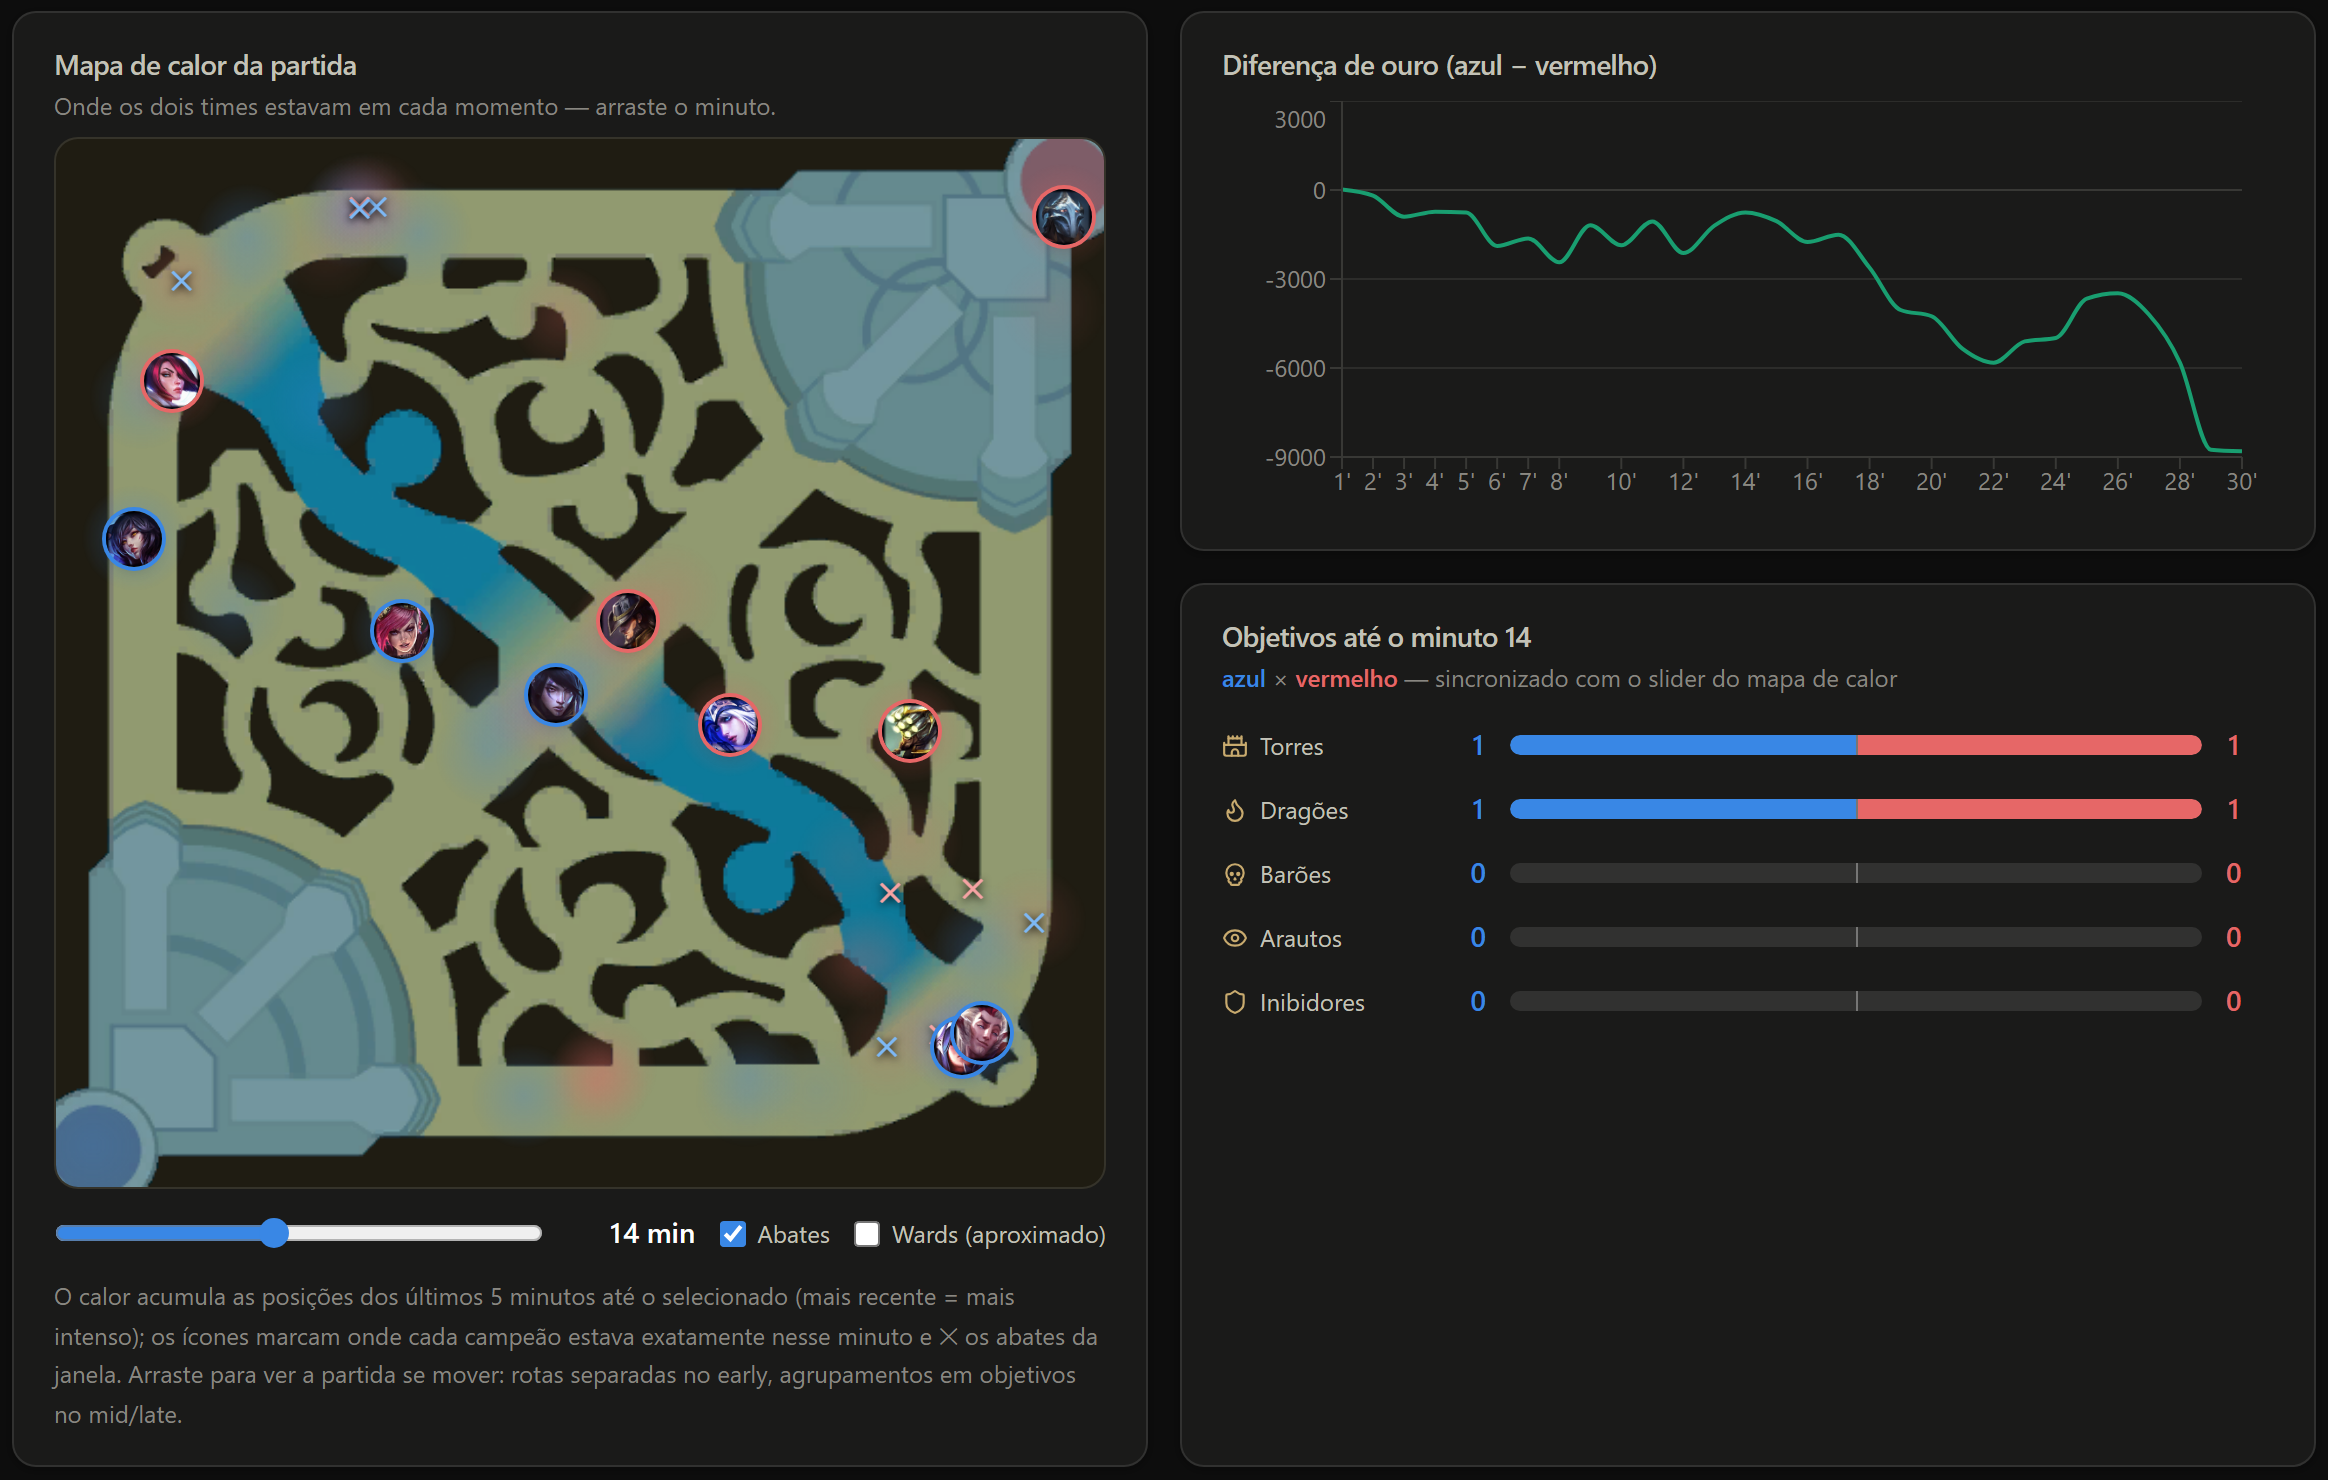 Mapa de calor da partida
Onde os dois times estavam em cada momento — arraste o minuto.
14 min
Abates
Wards (aproximado)
O calor acumula as posições dos últimos 5 minutos até o selecionado (mais recente = mais
intenso); os ícones marcam onde cada campeão estava exatamente nesse minuto e ✕ os abates da
janela. Arraste para ver a partida se mover: rotas separadas no early, agrupamentos em objetivos
no mid/late.
Diferença de ouro (azul − vermelho)
3000
0
-3000
-6000
-9000
1' 2' 3' 4' 5' 6' 7' 8' 10' 12' 14' 16' 18' 20' 22' 24' 26' 28' 30'
Objetivos até o minuto 14
azul × vermelho — sincronizado com o slider do mapa de calor
Torres 1 1
Dragões 1 1
Barões 0 0
Arautos 0 0
Inibidores 0 0